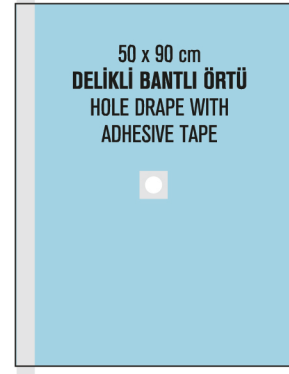 50 x 90 cm
DELİKLİ BANTLI ÖRTÜ
HOLE DRAPE WITH
ADHESIVE TAPE